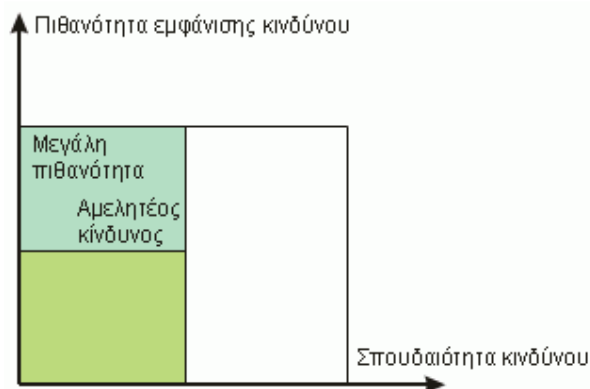 Πιθανότητα εμφάνισης κινδύνου
Μεγάλη
πιθανότητα
Αμελητέος
κίνδυνος
Σπουδαιότητα κινδύνου